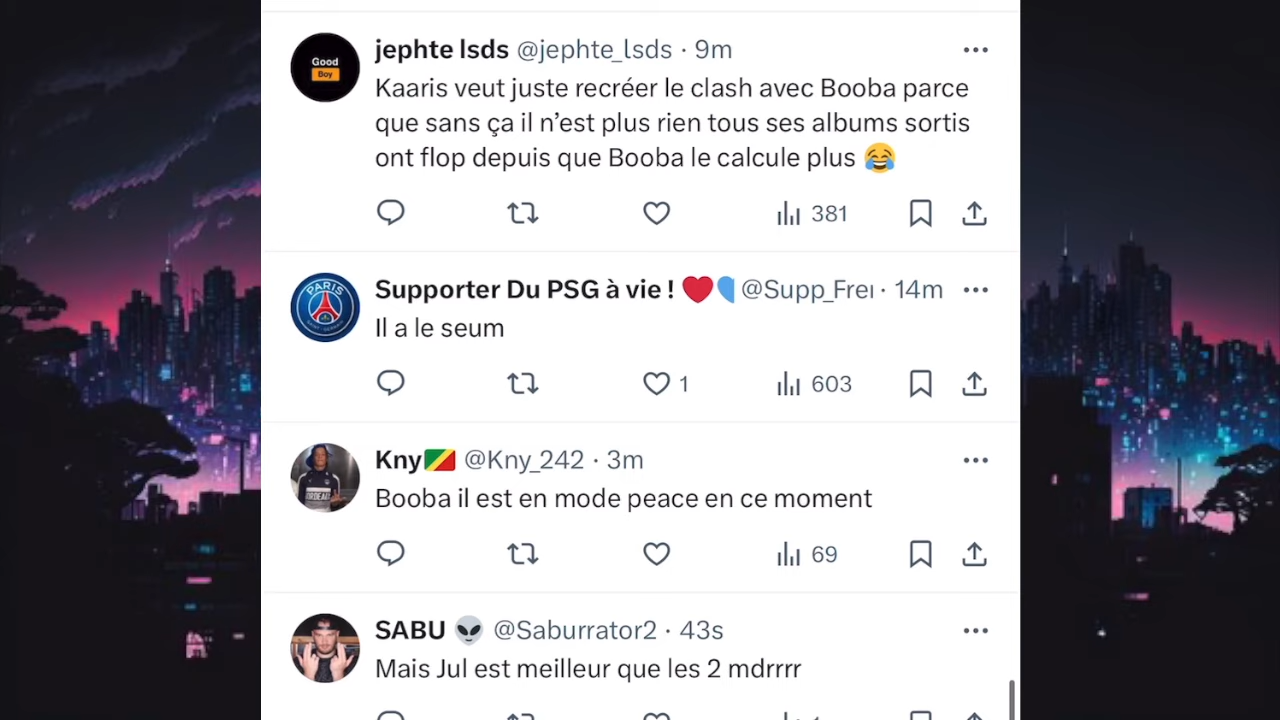 Good
Boy
jephte lsds @jephte_lsds · 9m
Kaaris veut juste recréer le clash avec Booba parce
que sans ça il n’est plus rien tous ses albums sortis
ont flop depuis que Booba le calcule plus 😂
381
PARIS
Supporter Du PSG à vie ! ❤️ @Supp_Frei · 14m
Il a le seum
1 603
Kny🇨🇬 @Kny_242 · 3m
Booba il est en mode peace en ce moment
69
SABU 👽 @Saburrator2 · 43s
Mais Jul est meilleur que les 2 mdrrrr